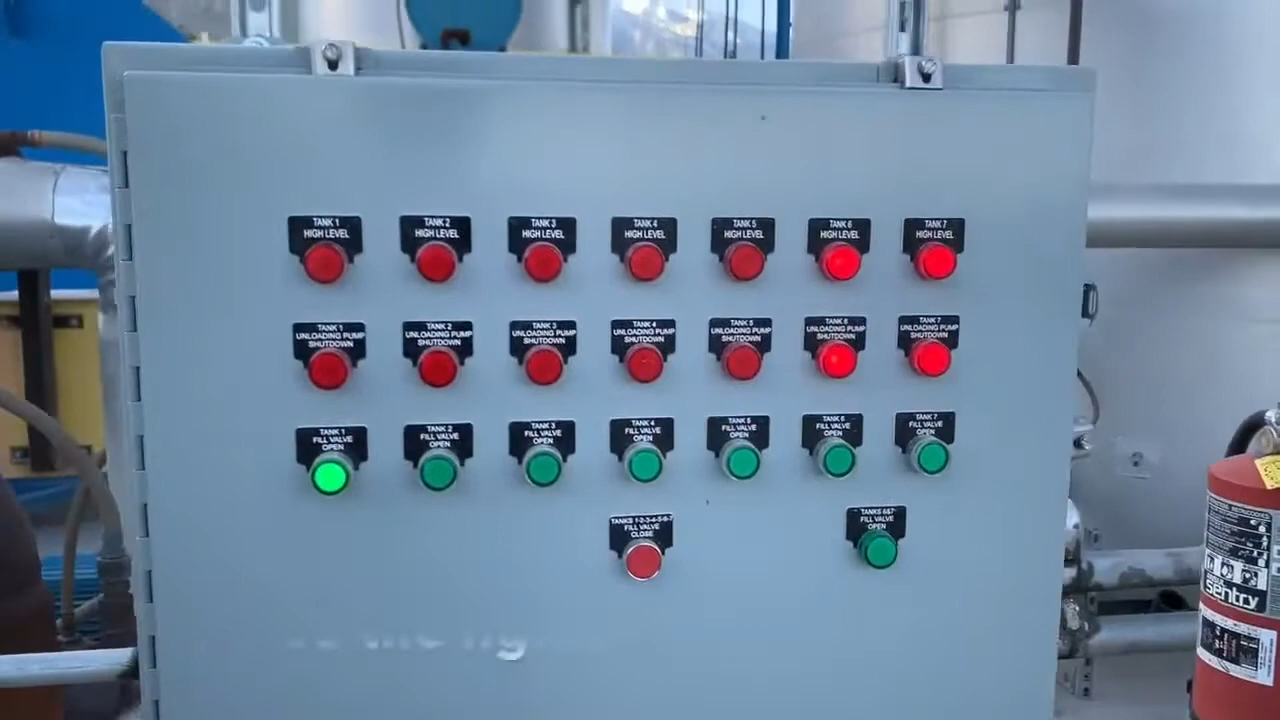 TANK 1
HIGH LEVEL
TANK 2
HIGH LEVEL
TANK 3
HIGH LEVEL
TANK 4
HIGH LEVEL
TANK 5
HIGH LEVEL
TANK 6
HIGH LEVEL
TANK 7
HIGH LEVEL
TANK 1
UNLOADING PUMP
SHUTDOWN
TANK 2
UNLOADING PUMP
SHUTDOWN
TANK 3
UNLOADING PUMP
SHUTDOWN
TANK 4
UNLOADING PUMP
SHUTDOWN
TANK 5
UNLOADING PUMP
SHUTDOWN
TANK 6
UNLOADING PUMP
SHUTDOWN
TANK 7
UNLOADING PUMP
SHUTDOWN
TANK 1
FILL VALVE
OPEN
TANK 2
FILL VALVE
OPEN
TANK 3
FILL VALVE
OPEN
TANK 4
FILL VALVE
OPEN
TANK 5
FILL VALVE
OPEN
TANK 6
FILL VALVE
OPEN
TANK 7
FILL VALVE
OPEN
TANKS 1-2-3-4-5-6-7
FILL VALVE
CLOSE
TANKS 6&7
FILL VALVE
OPEN
sentry